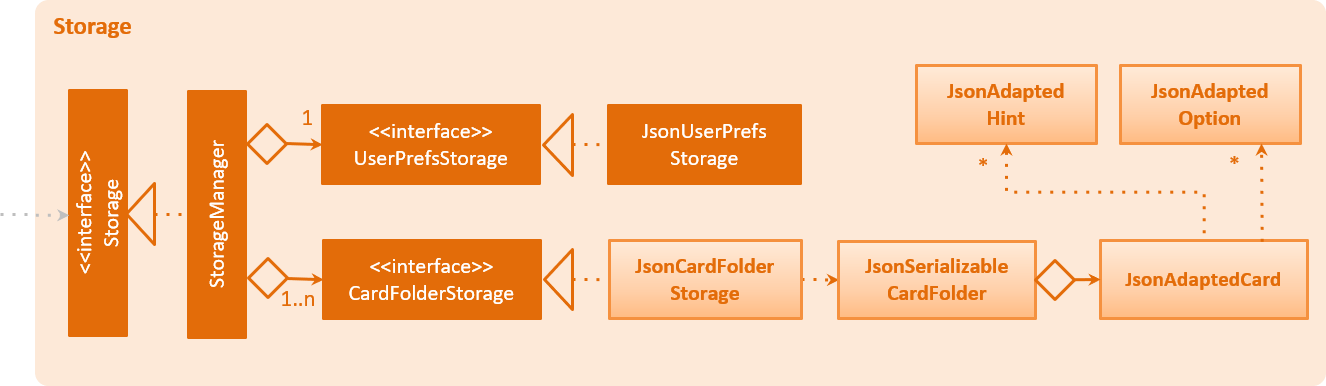 Storage
<<interface>>
Storage
StorageManager
1
<<interface>>
UserPrefsStorage
JsonUserPrefs
Storage
1..n
<<interface>>
CardFolderStorage
JsonCardFolder
Storage
JsonSerializable
CardFolder
JsonAdaptedCard
JsonAdapted
Hint
*
JsonAdapted
Option
*